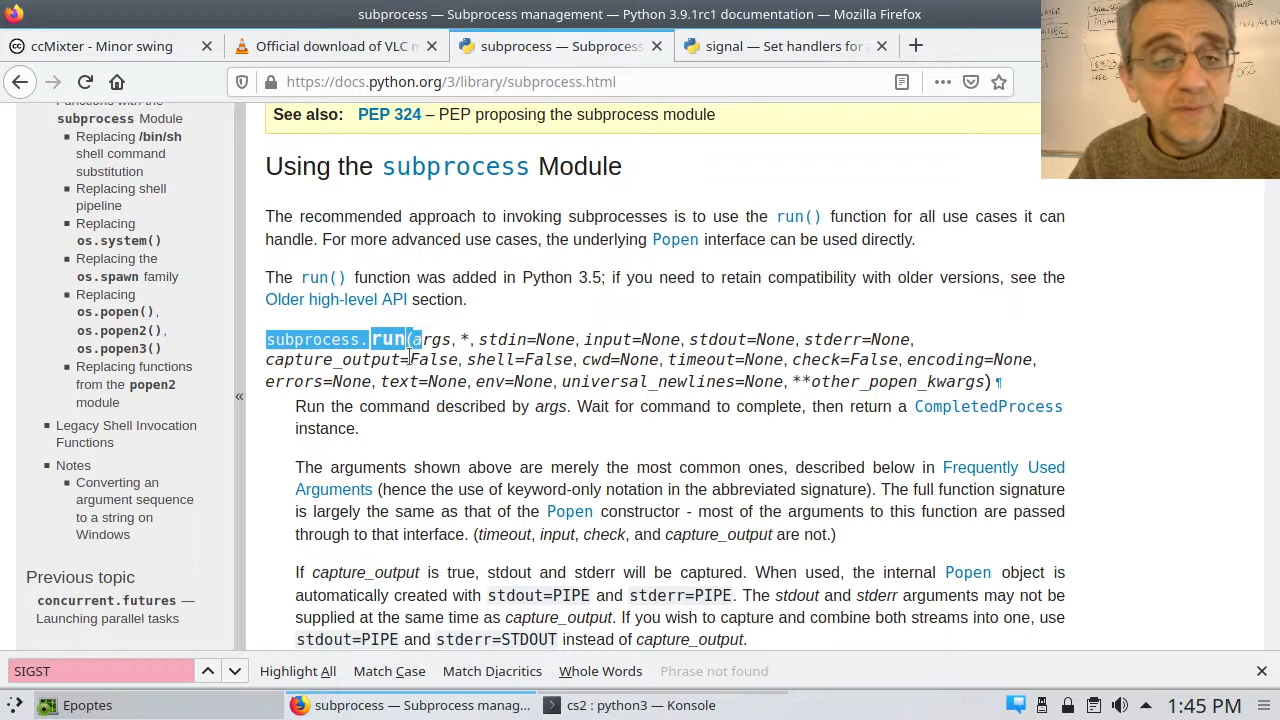 subprocess — Subprocess management — Python 3.9.1rc1 documentation — Mozilla Firefox
ccMixter - Minor swing
Official download of VLC m
subprocess — Subprocess
signal — Set handlers for a
https://docs.python.org/3/library/subprocess.html
Functions with the
subprocess Module
Replacing /bin/sh
shell command
substitution
Replacing shell
pipeline
Replacing
os.system()
Replacing the
os.spawn family
Replacing
os.popen(),
os.popen2(),
os.popen3()
Replacing functions
from the popen2
module
Legacy Shell Invocation
Functions
Notes
Converting an
argument sequence
to a string on
Windows
Previous topic
concurrent.futures —
Launching parallel tasks
«
See also: PEP 324 – PEP proposing the subprocess module
Using the subprocess Module
The recommended approach to invoking subprocesses is to use the run() function for all use cases it can
handle. For more advanced use cases, the underlying Popen interface can be used directly.
The run() function was added in Python 3.5; if you need to retain compatibility with older versions, see the
Older high-level API section.
subprocess.run(args, *, stdin=None, input=None, stdout=None, stderr=None,
capture_output=False, shell=False, cwd=None, timeout=None, check=False, encoding=None,
errors=None, text=None, env=None, universal_newlines=None, **other_popen_kwargs) ¶
Run the command described by args. Wait for command to complete, then return a CompletedProcess
instance.
The arguments shown above are merely the most common ones, described below in Frequently Used
Arguments (hence the use of keyword-only notation in the abbreviated signature). The full function signature
is largely the same as that of the Popen constructor - most of the arguments to this function are passed
through to that interface. (timeout, input, check, and capture_output are not.)
If capture_output is true, stdout and stderr will be captured. When used, the internal Popen object is
automatically created with stdout=PIPE and stderr=PIPE. The stdout and stderr arguments may not be
supplied at the same time as capture_output. If you wish to capture and combine both streams into one, use
stdout=PIPE and stderr=STDOUT instead of capture_output.
SIGST
Highlight All
Match Case
Match Diacritics
Whole Words
Phrase not found
Epoptes
subprocess — Subprocess manag...
cs2 : python3 — Konsole
1:45 PM